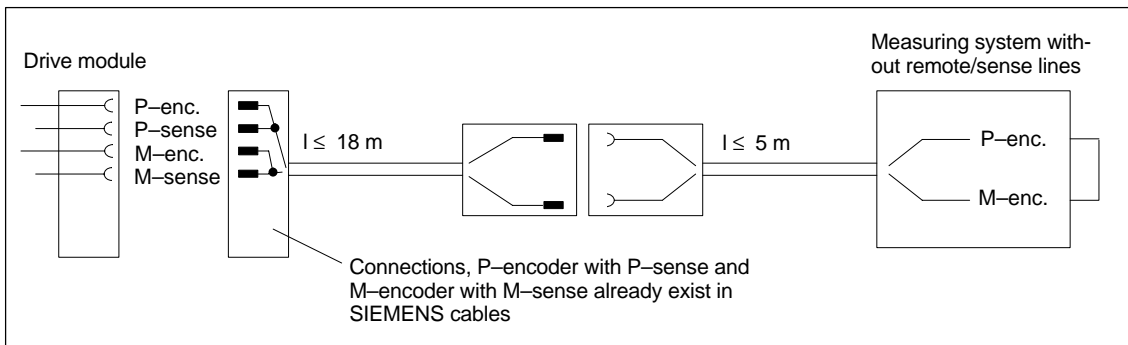 Drive module
P–enc.
P–sense
M–enc.
M–sense
l ≤ 18 m
l ≤ 5 m
Measuring system with-
out remote/sense lines
P–enc.
M–enc.
Connections, P–encoder with P–sense and
M–encoder with M–sense already exist in
SIEMENS cables